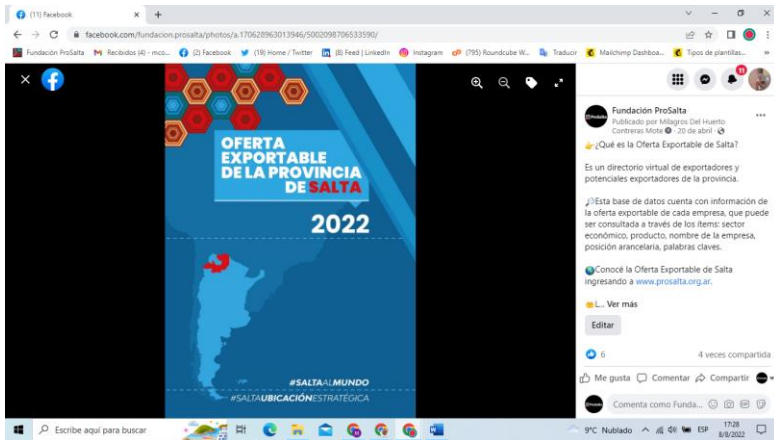 (11) Facebook
facebook.com/fundacion.prosalta/photos/a.170628963013946/5002098706533590/
Fundación ProSalta
Recibidos (4) - mco...
(2) Facebook
(19) Home / Twitter
(8) Feed | LinkedIn
Instagram
(795) Roundcube W...
Traducir
Mailchimp Dashboa...
Tipos de plantillas...
OFERTA
EXPORTABLE
DE LA PROVINCIA
DE SALTA
2022
#SALTAALMUNDO
#SALTAUBICACIÓNESTRATÉGICA
11
Fundación ProSalta
Publicado por Milagros Del Huerto
Contreras Mote · 20 de abril ·
👉¿Qué es la Oferta Exportable de Salta?
Es un directorio virtual de exportadores y
potenciales exportadores de la provincia.
🔎Esta base de datos cuenta con información de
la oferta exportable de cada empresa, que puede
ser consultada a través de los ítems: sector
económico, producto, nombre de la empresa,
posición arancelaria, palabras claves.
🌎Conocé la Oferta Exportable de Salta
ingresando a www.prosalta.org.ar.
L... Ver más
Editar
6
4 veces compartida
Me gusta
Comentar
Compartir
Comenta como Funda...
Escribe aquí para buscar
9°C Nublado
ESP
17:28
8/8/2022